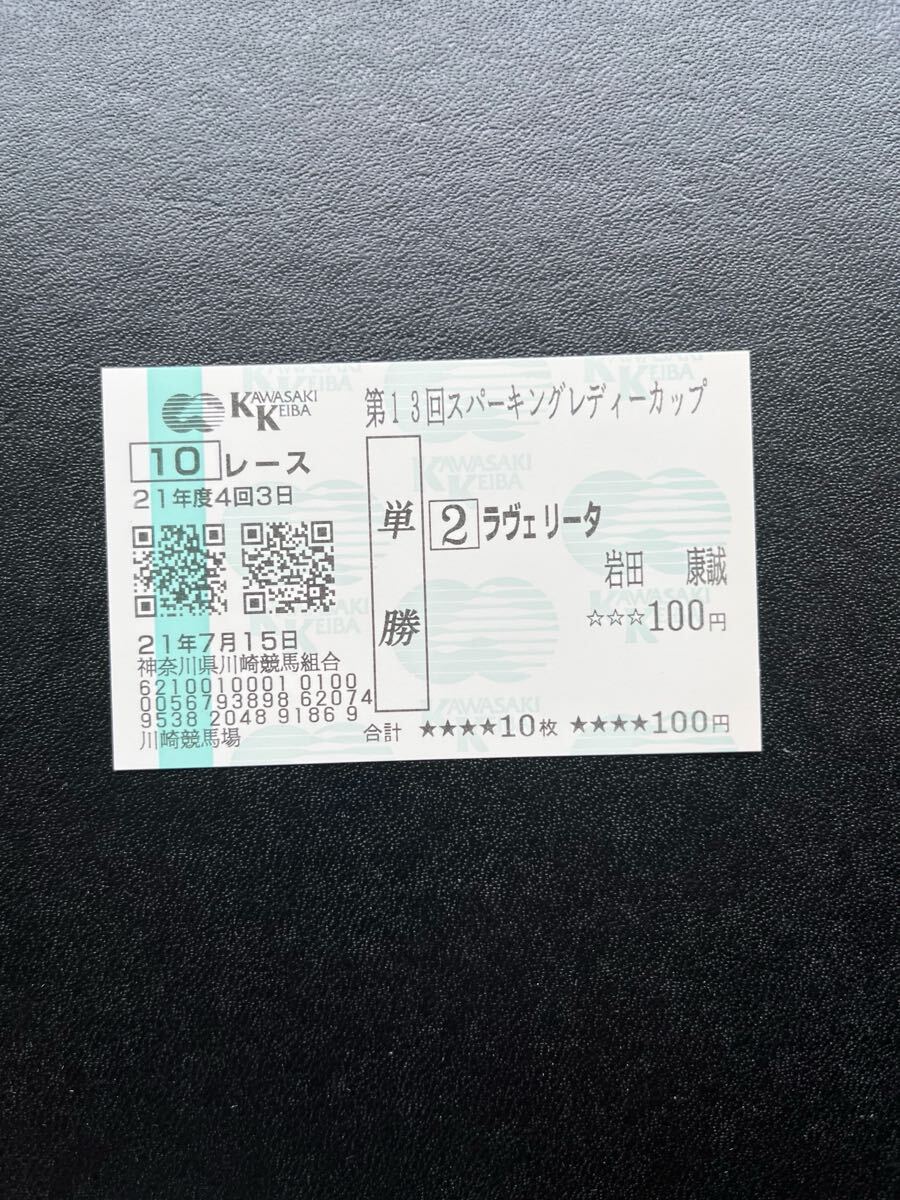 KAWASAKI KEIBA
第13回スパーキングレディーカップ
10レース
21年度4回3日
単勝
2 ラヴェリータ
岩田 康誠
☆☆☆100円
21年7月15日
神奈川県川崎競馬組合
6210010001 0100
0056793898 62074
9538 2048 9186 9
川崎競馬場
合計 ★★★★10枚 ★★★★100円